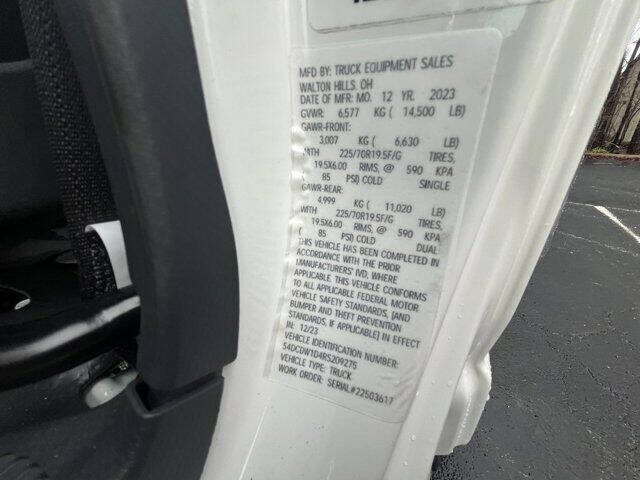 MFD BY: TRUCK EQUIPMENT SALES
WALTON HILLS, OH
DATE OF MFR: MO. 12 YR. 2023
GVWR: 6,577 KG ( 14,500 LB)
GAWR-FRONT:
3,007 KG ( 6,630 LB)
WITH 225/70R19.5F/G TIRES,
19.5X6.00 RIMS, @ 590 KPA
( 85 PSI) COLD SINGLE
GAWR-REAR:
4,999 KG ( 11,020 LB)
WITH 225/70R19.5F/G TIRES,
19.5X6.00 RIMS, @ 590 KPA
( 85 PSI) COLD DUAL
THIS VEHICLE HAS BEEN COMPLETED IN
ACCORDANCE WITH THE PRIOR
MANUFACTURERS' IVD, WHERE
APPLICABLE. THIS VEHICLE CONFORMS
TO ALL APPLICABLE FEDERAL MOTOR
VEHICLE SAFETY STANDARDS, [AND
BUMPER AND THEFT PREVENTION
STANDARDS, IF APPLICABLE] IN EFFECT
IN: 12/23
VEHICLE IDENTIFICATION NUMBER:
54DCDW1D4RS209275
VEHICLE TYPE: TRUCK
WORK ORDER: SERIAL#22503617